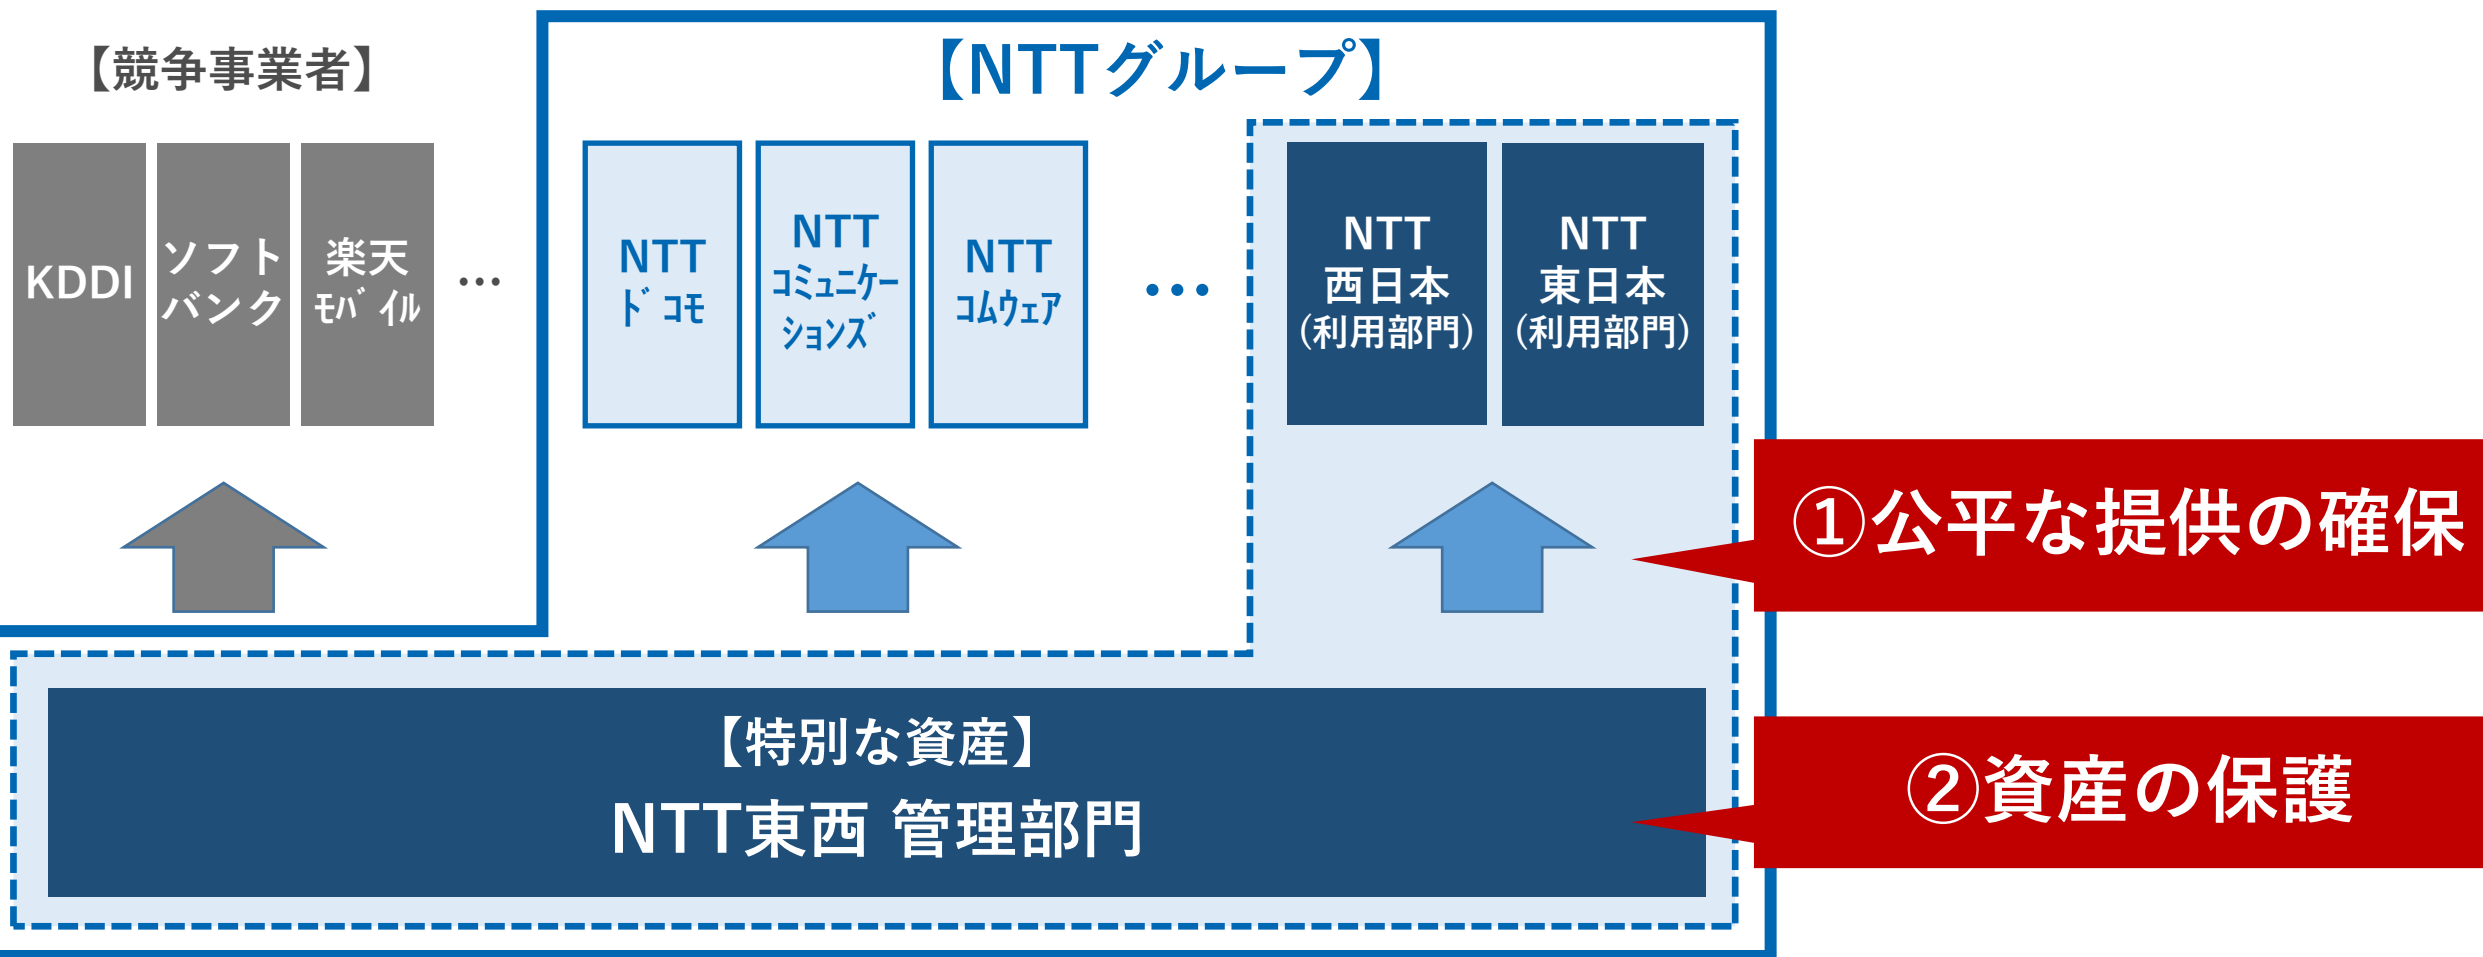 【競争事業者】
KDDI
ソフト
バンク
楽天
ﾓﾊﾞｲﾙ
…
【NTTグループ】
NTT
ﾄﾞｺﾓ
NTT
ｺﾐｭﾆｹｰ
ｼｮﾝｽﾞ
NTT
ｺﾑｳｪｱ
…
NTT
西日本
(利用部門)
NTT
東日本
(利用部門)
①公平な提供の確保
【特別な資産】
NTT東西 管理部門
②資産の保護